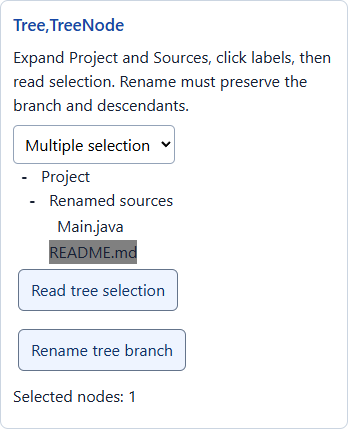 Tree,TreeNode
Expand Project and Sources, click labels, then
read selection. Rename must preserve the
branch and descendants.
Multiple selection
- Project
- Renamed sources
Main.java
README.md
Read tree selection
Rename tree branch
Selected nodes: 1